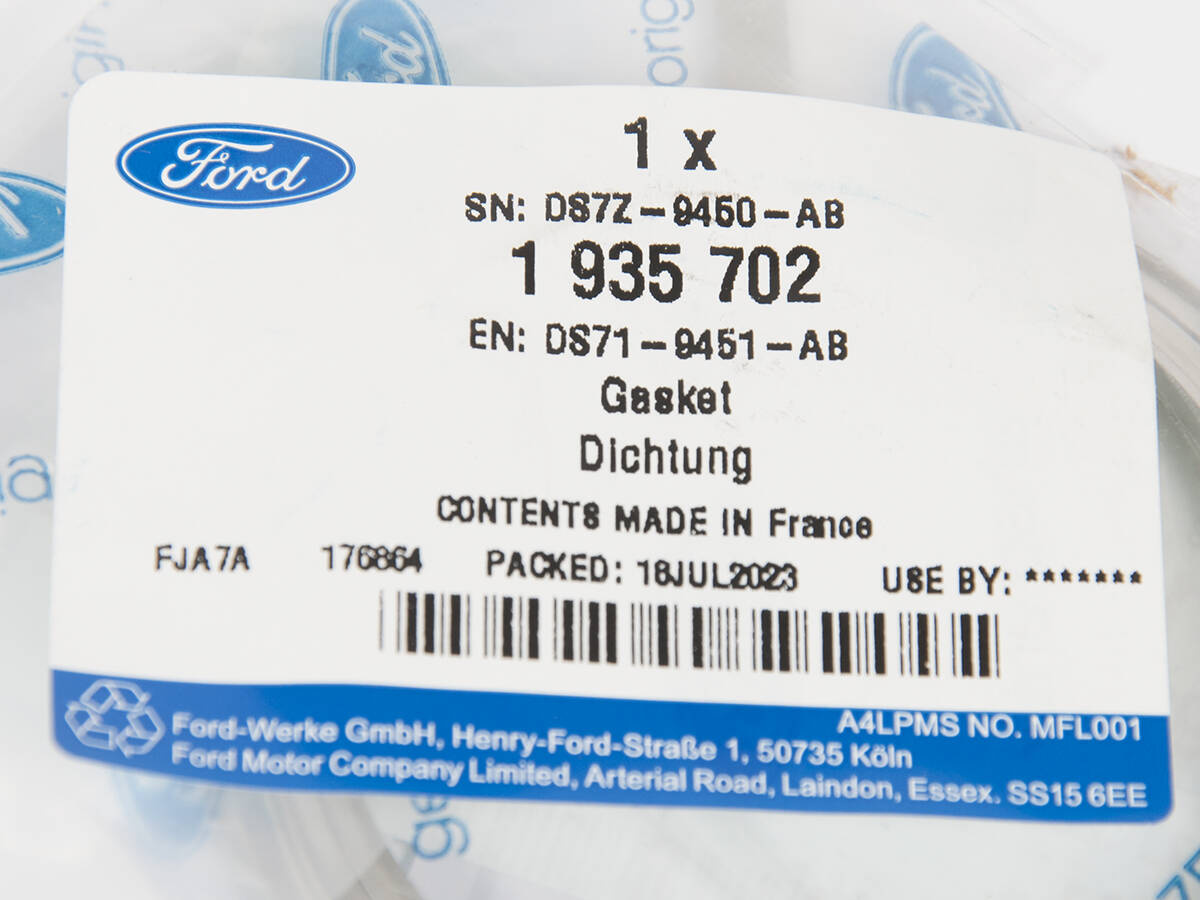 Ford
1 x
SN: DS7Z-9450-AB
1 935 702
EN: DS71-9451-AB
Gasket
Dichtung
CONTENTS MADE IN France
FJA7A 176864 PACKED: 18JUL2023 USE BY: *******
A4LPMS NO. MFL001
Ford-Werke GmbH, Henry-Ford-Straße 1, 50735 Köln
Ford Motor Company Limited, Arterial Road, Laindon, Essex. SS15 6EE